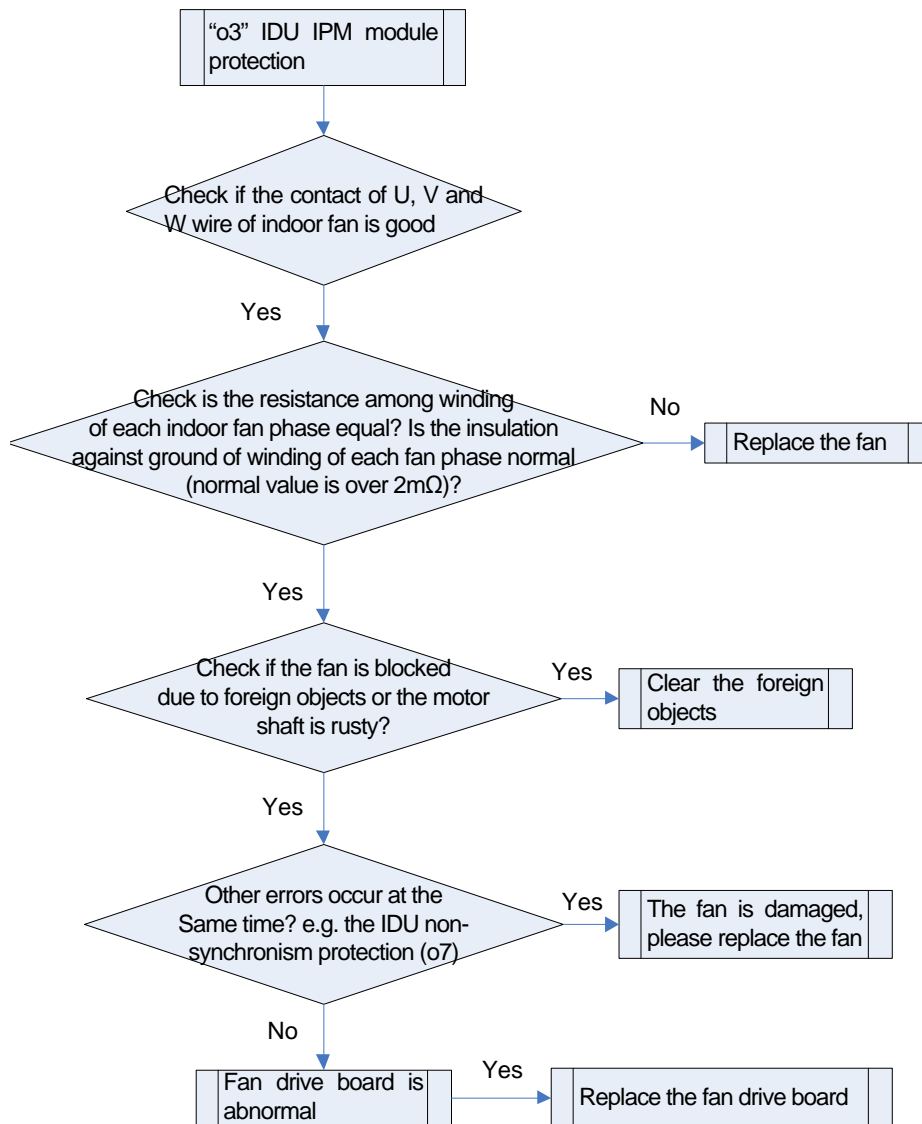 “o3” IDU IPM module
protection
Check if the contact of U, V and
W wire of indoor fan is good
Yes
Check is the resistance among winding
of each indoor fan phase equal? Is the insulation
against ground of winding of each fan phase normal
(normal value is over 2mΩ)?
No
Replace the fan
Yes
Check if the fan is blocked
due to foreign objects or the motor
shaft is rusty?
Yes
Clear the foreign
objects
Yes
Other errors occur at the
Same time? e.g. the IDU non-
synchronism protection (o7)
Yes
The fan is damaged,
please replace the fan
No
Fan drive board is
abnormal
Yes
Replace the fan drive board